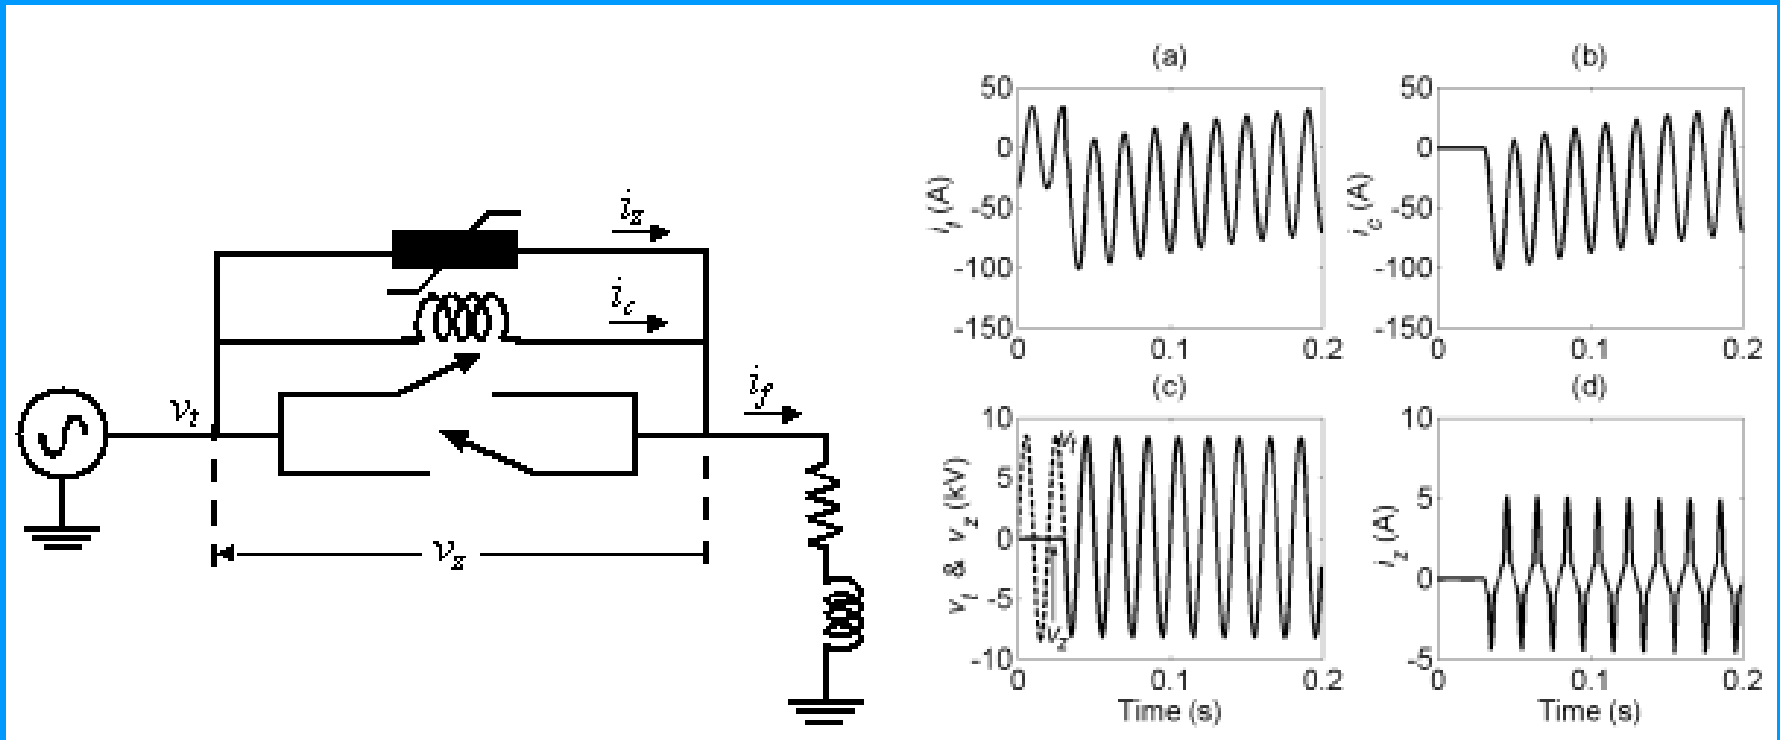 i_z
i_c
v_t
i_f
v_z
(a)
50
0
-50
-100
-150
0
0.1
0.2
i_f (A)
(b)
50
0
-50
-100
-150
0
0.1
0.2
i_c (A)
(c)
10
5
0
-5
-10
0
0.1
0.2
v_t & v_z (kV)
v_t
v_z
Time (s)
(d)
10
5
0
-5
0
0.1
0.2
i_z (A)
Time (s)